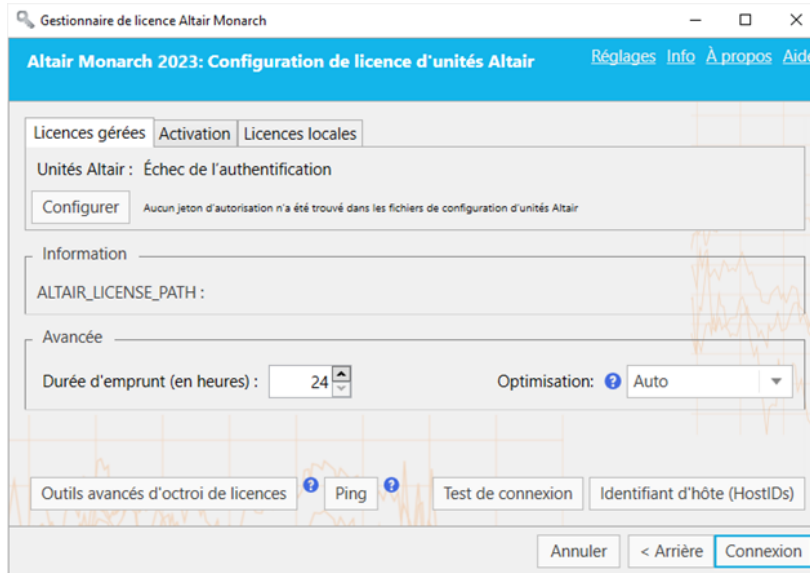 Gestionnaire de licence Altair Monarch
Altair Monarch 2023: Configuration de licence d'unités Altair
Réglages Info À propos Aide
Licences gérées Activation Licences locales
Unités Altair : Échec de l'authentification
Configurer Aucun jeton d'autorisation n'a été trouvé dans les fichiers de configuration d'unités Altair
Information
ALTAIR_LICENSE_PATH :
Avancée
Durée d'emprunt (en heures) : 24 Optimisation: ? Auto
Outils avancés d'octroi de licences ? Ping ? Test de connexion Identifiant d'hôte (HostIDs)
Annuler < Arrière Connexion